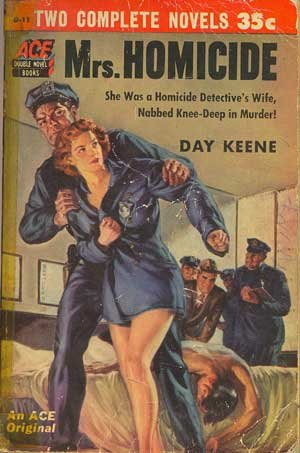 D-11
TWO COMPLETE NOVELS 35c
ACE
DOUBLE NOVEL
BOOKS
Mrs. HOMICIDE
She Was a Homicide Detective's Wife,
Nabbed Knee-Deep in Murder!
DAY KEENE
An ACE
Original